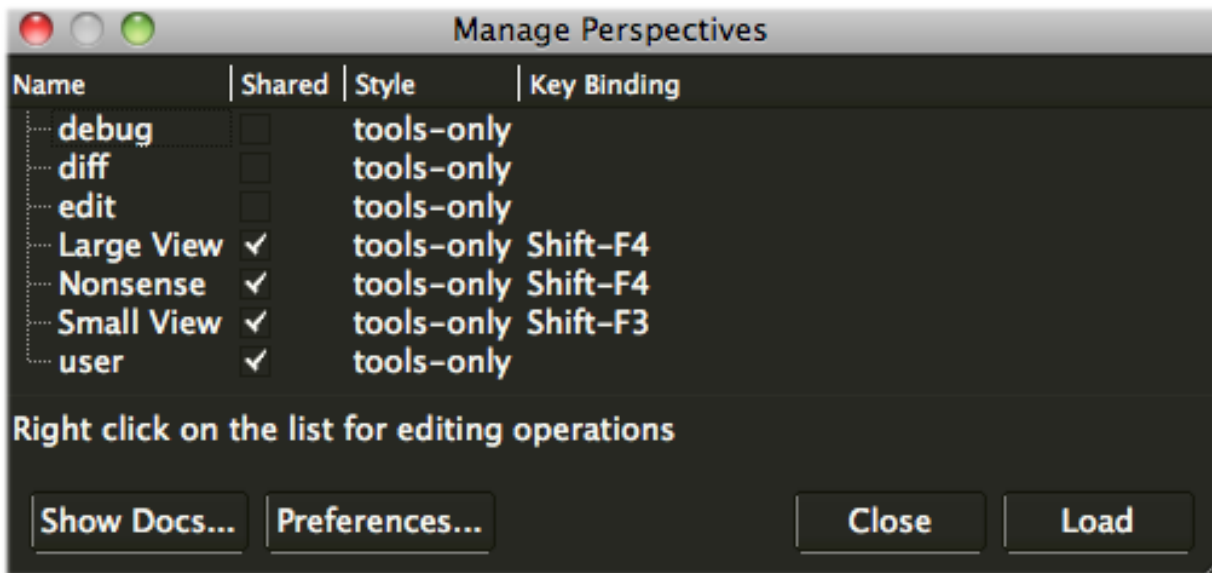 Manage Perspectives
Name Shared Style Key Binding
debug tools-only
diff tools-only
edit tools-only
Large View tools-only Shift-F4
Nonsense tools-only Shift-F4
Small View tools-only Shift-F3
user tools-only
Right click on the list for editing operations
Show Docs... Preferences... Close Load